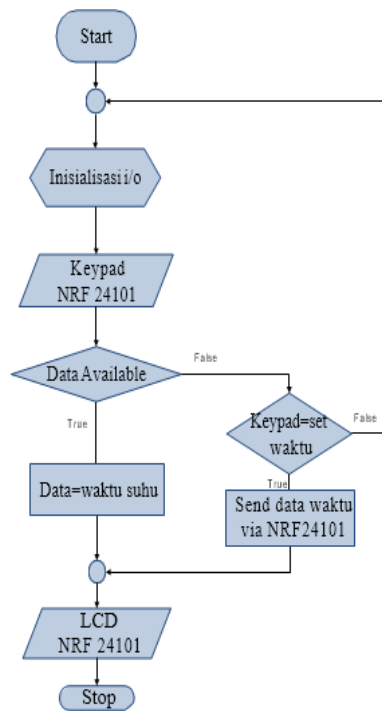 Start
Inisialisasi i/o
Keypad
NRF 24101
Data Available
False
True
Keypad=set
waktu
False
True
Data=waktu suhu
Send data waktu
via NRF24101
LCD
NRF 24101
Stop